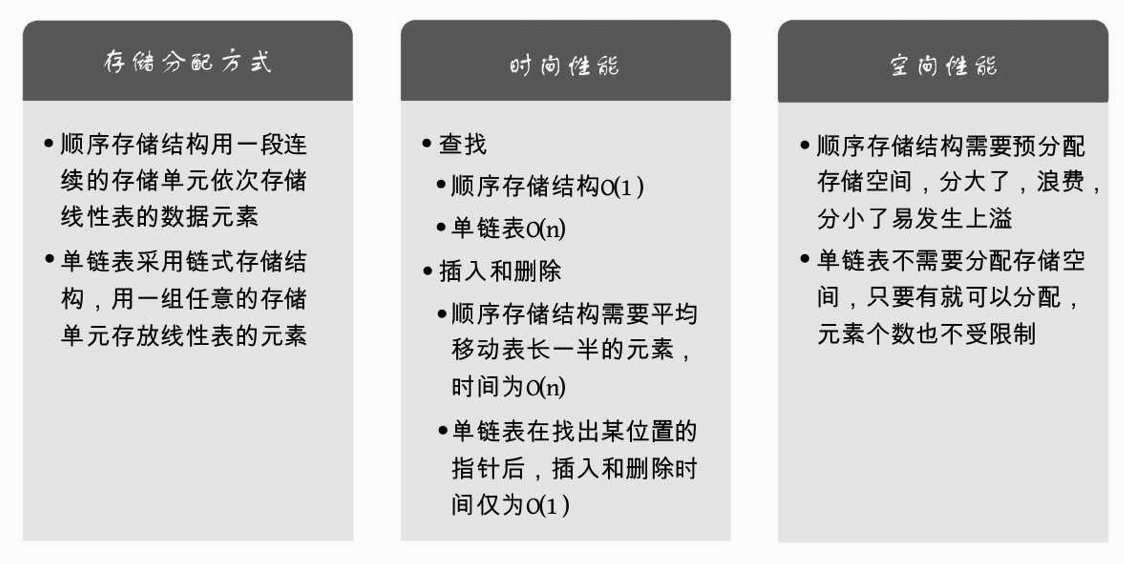 存储分配方式
• 顺序存储结构用一段连
续的存储单元依次存储
线性表的数据元素
• 单链表采用链式存储结
构，用一组任意的存储
单元存放线性表的元素
时间性能
• 查找
• 顺序存储结构O(1)
• 单链表O(n)
• 插入和删除
• 顺序存储结构需要平均
移动表长一半的元素，
时间为O(n)
• 单链表在找出某位置的
指针后，插入和删除时
间仅为O(1)
空间性能
• 顺序存储结构需要预分配
存储空间，分大了，浪费，
分小了易发生上溢
• 单链表不需要分配存储空
间，只要有就可以分配，
元素个数也不受限制